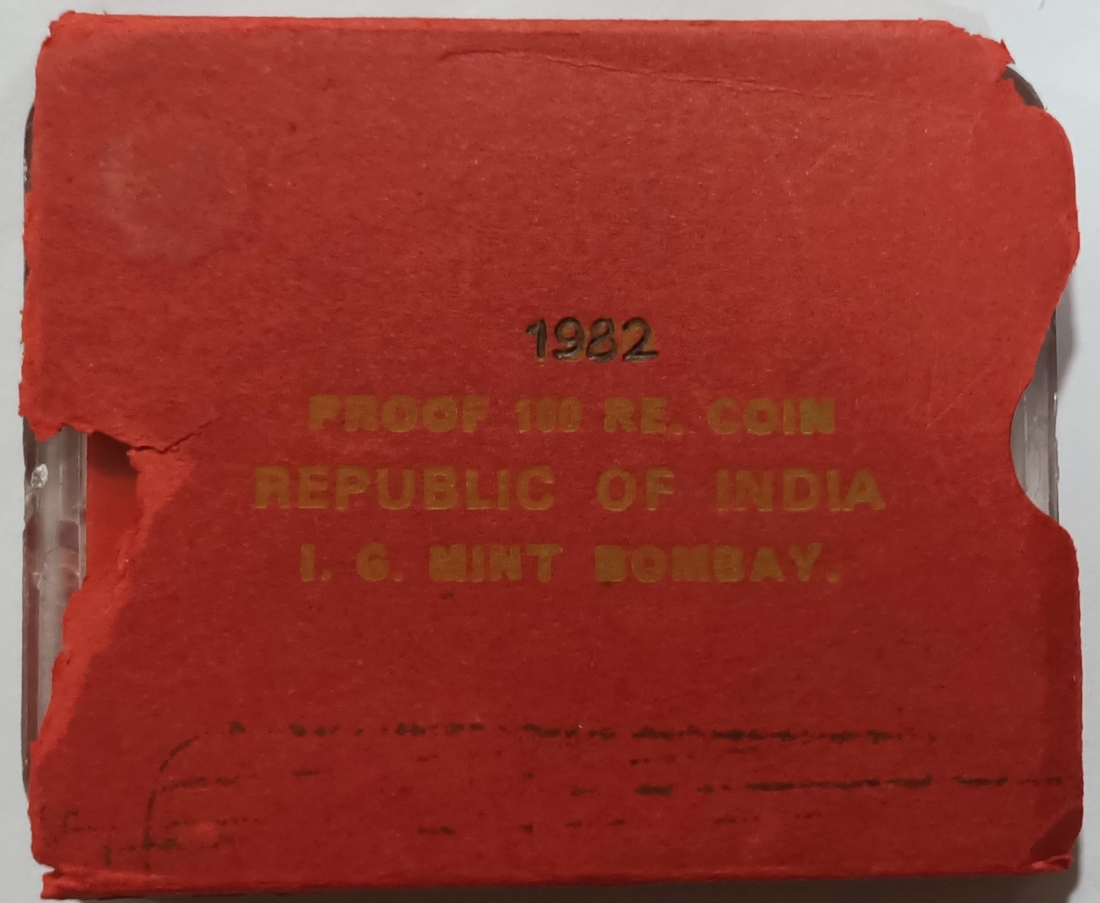 1982
PROOF 100 RE. COIN
REPUBLIC OF INDIA
I. G. MINT BOMBAY.